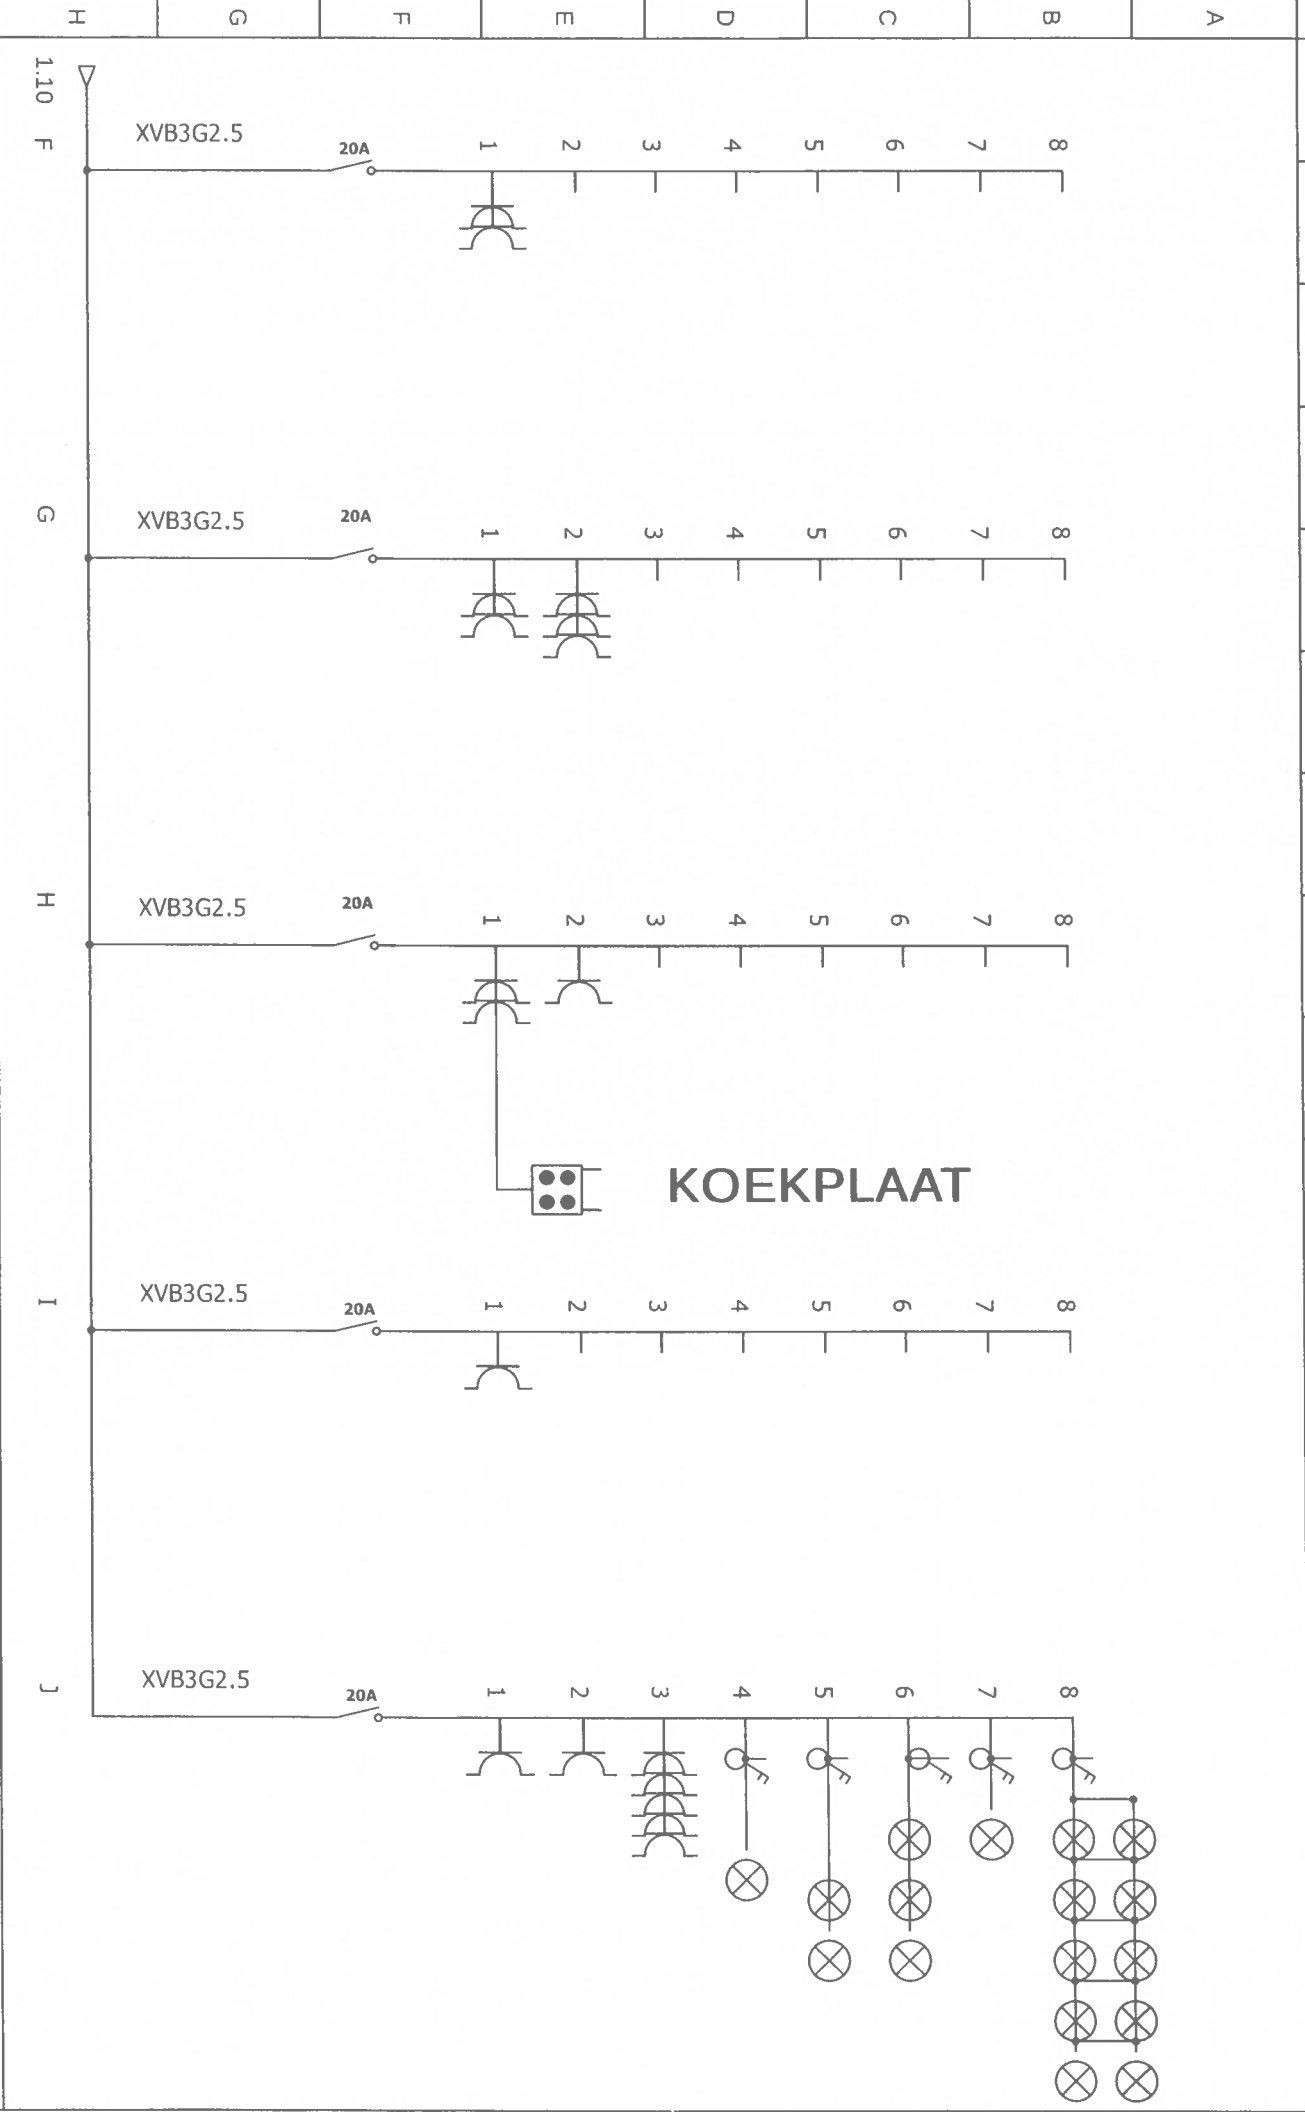 H G F E D C B A
1.10
F XVB3G2.5 20A 1 2 3 4 5 6 7 8
G XVB3G2.5 20A 1 2 3 4 5 6 7 8
H XVB3G2.5 20A 1 2 3 4 5 6 7 8
KOEKPLAAT
I XVB3G2.5 20A 1 2 3 4 5 6 7 8
J XVB3G2.5 20A 1 2 3 4 5 6 7 8